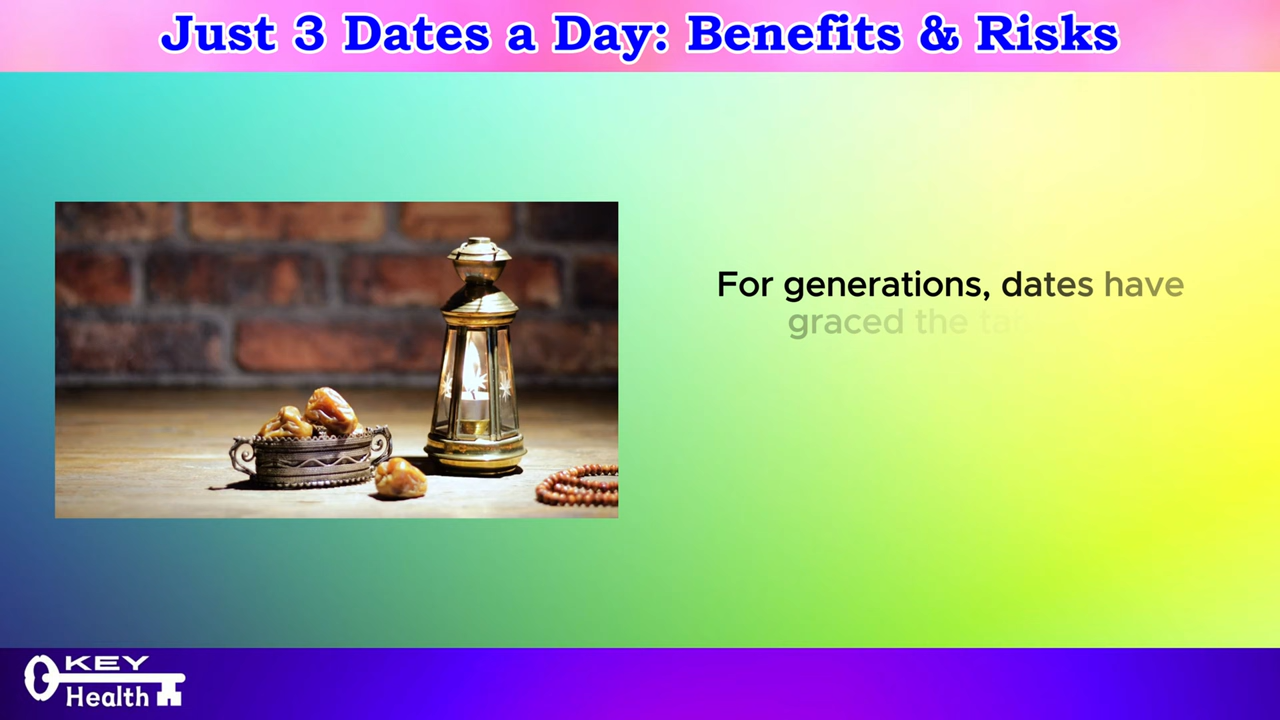 Just 3 Dates a Day: Benefits & Risks
For generations, dates have
graced the
KEY
Health